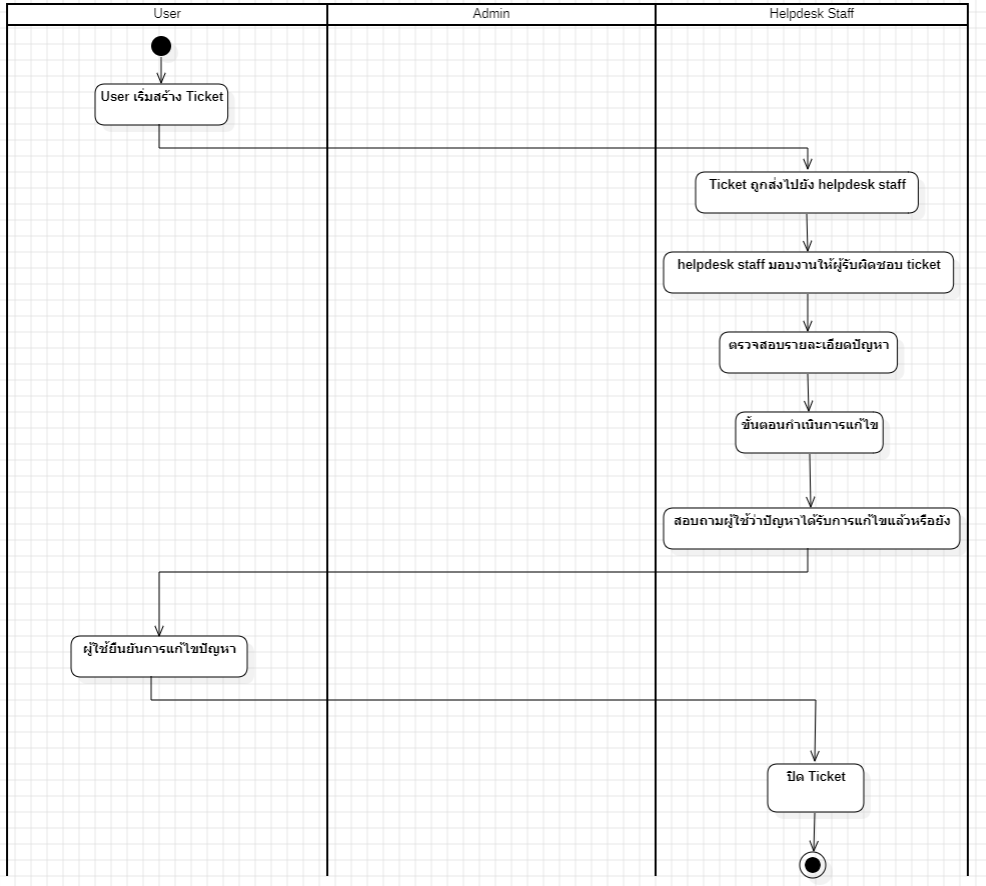 User
Admin
Helpdesk Staff
User เริ่มสร้าง Ticket
Ticket ถูกส่งไปยัง helpdesk staff
helpdesk staff มอบงานให้ผู้รับผิดชอบ ticket
ตรวจสอบรายละเอียดปัญหา
ขั้นตอนกำเนินการแก้ไข
สอบถามผู้ใช้ว่าปัญหาได้รับการแก้ไขแล้วหรือยัง
ผู้ใช้ยืนยันการแก้ไขปัญหา
ปิด Ticket